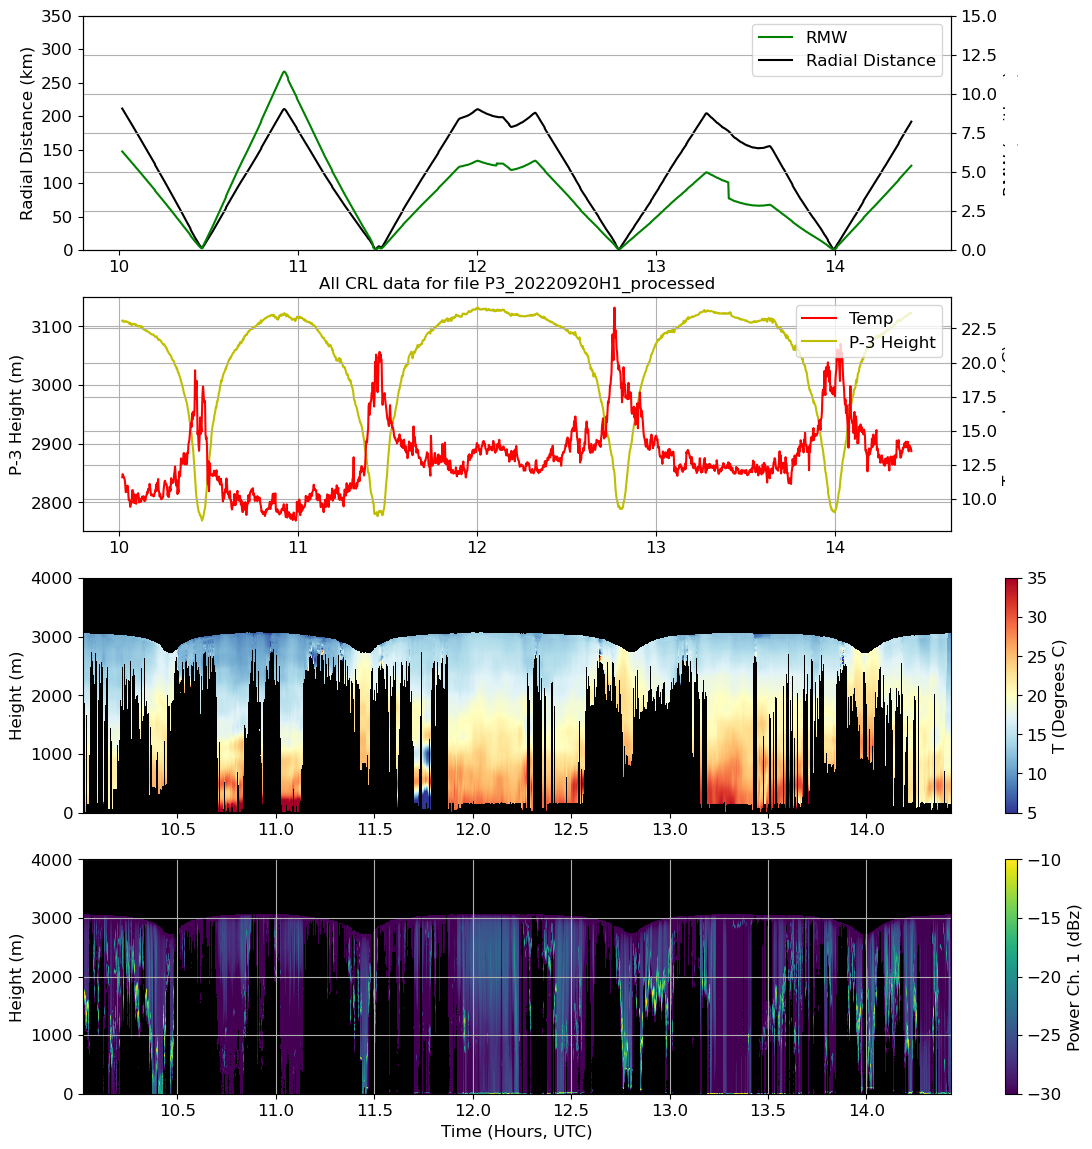 RMW
Radial Distance
Radial Distance (km)
350
300
250
200
150
100
50
0
15.0
12.5
10.0
7.5
5.0
2.5
0.0
10 11 12 13 14
All CRL data for file P3_20220920H1_processed
Temp
P-3 Height
P-3 Height (m)
3100
3000
2900
2800
22.5
20.0
17.5
15.0
12.5
10.0
10 11 12 13 14
Height (m)
4000
3000
2000
1000
0
10.5 11.0 11.5 12.0 12.5 13.0 13.5 14.0
35
30
25
20
15
10
5
T (Degrees C)
Height (m)
4000
3000
2000
1000
0
10.5 11.0 11.5 12.0 12.5 13.0 13.5 14.0
Time (Hours, UTC)
−10
−15
−20
−25
−30
Power Ch. 1 (dBz)